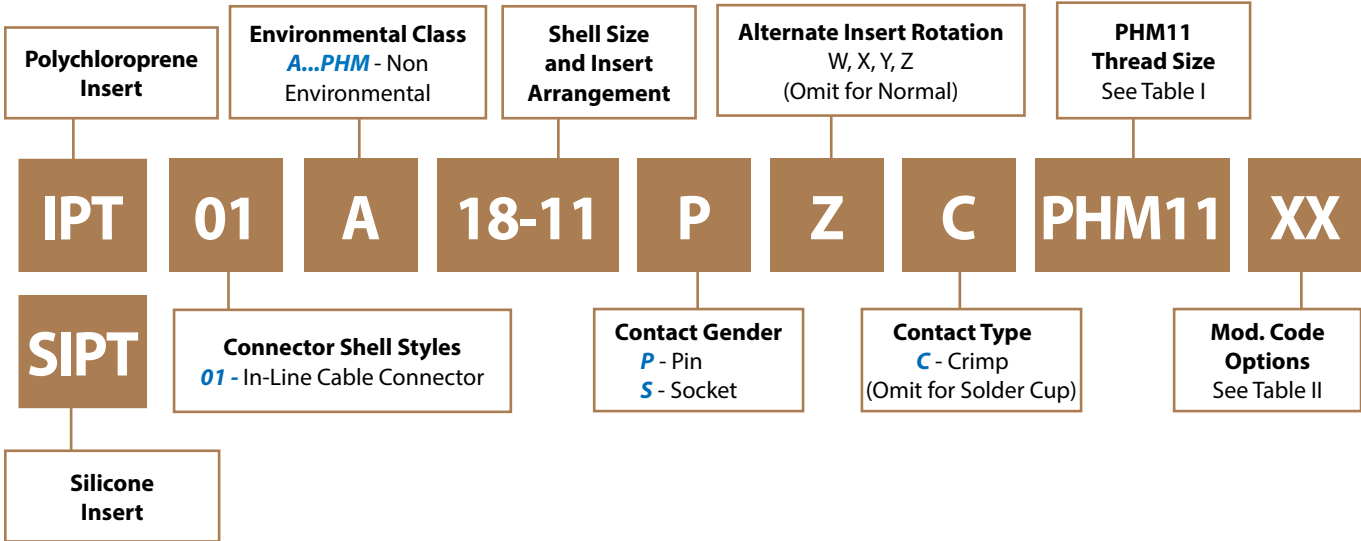 Polychloroprene
Insert
Environmental Class
A...PHM - Non
Environmental
Shell Size
and Insert
Arrangement
Alternate Insert Rotation
W, X, Y, Z
(Omit for Normal)
PHM11
Thread Size
See Table I
IPT
01
A
18-11
P
Z
C
PHM11
XX
SIPT
Connector Shell Styles
01 - In-Line Cable Connector
Contact Gender
P - Pin
S - Socket
Contact Type
C - Crimp
(Omit for Solder Cup)
Mod. Code
Options
See Table II
Silicone
Insert